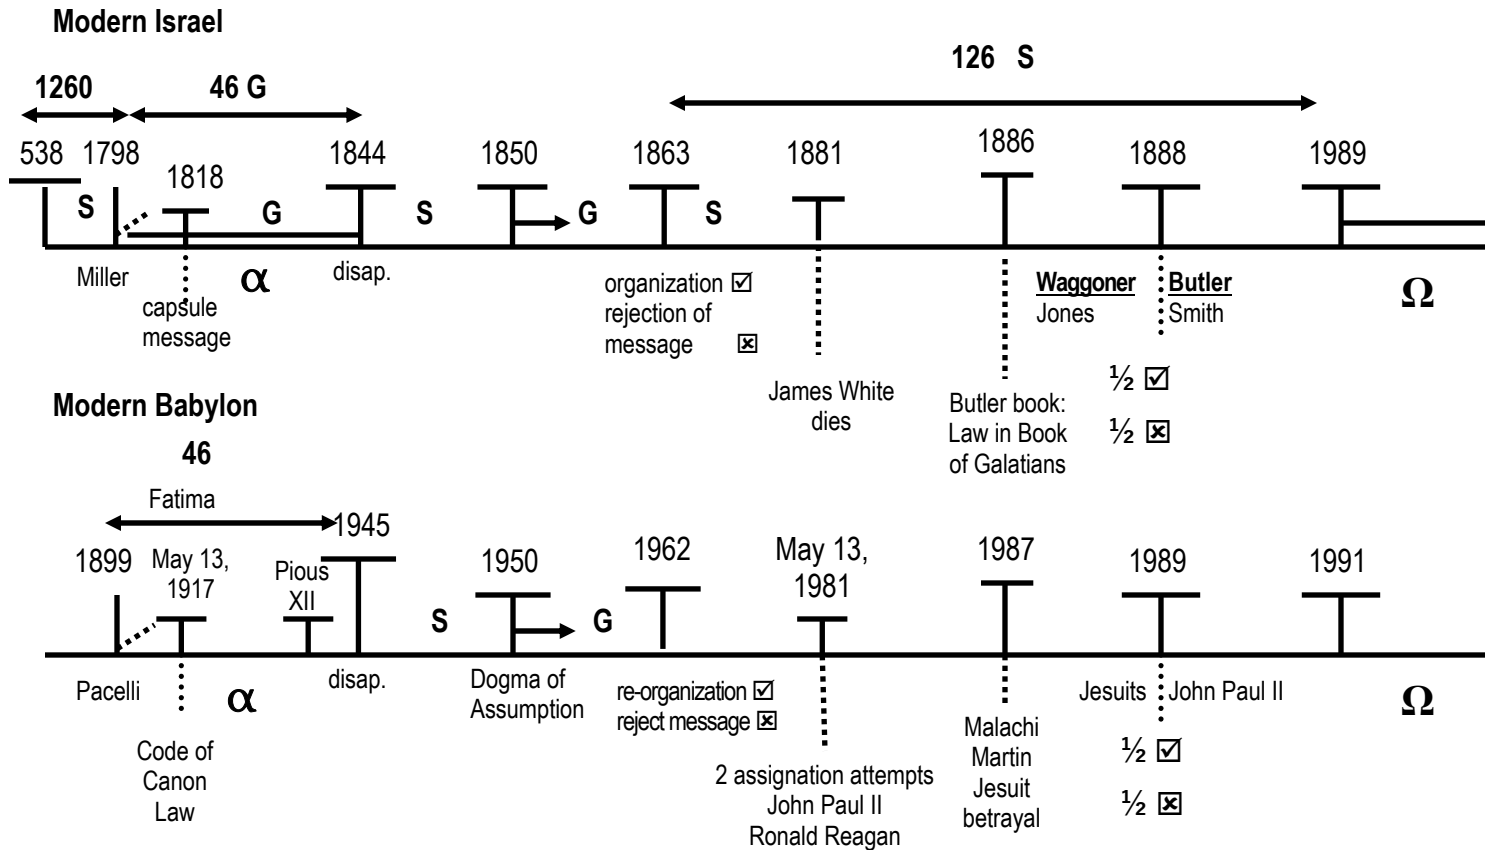 Modern Israel
126 S
1260 46 G
538 1798 1818 1844 1850 1863 1881 1886 1888 1989
S G S G S
Miller α disap. Ω
capsule
message
organization ☑
rejection of
message ☒
Waggoner Butler
Jones Smith
James White
dies
Butler book:
Law in Book
of Galatians
½ ☑
½ ☒
Modern Babylon
46
Fatima
1899 May 13,
1917
Pious
XII
1945 1950 1962 May 13,
1981
1987 1989 1991
S G
Pacelli α disap. Ω
Code of
Canon
Law
Dogma of
Assumption
re-organization ☑
reject message ☒
2 assignation attempts
John Paul II
Ronald Reagan
Malachi
Martin
Jesuit
betrayal
Jesuits John Paul II
½ ☑
½ ☒